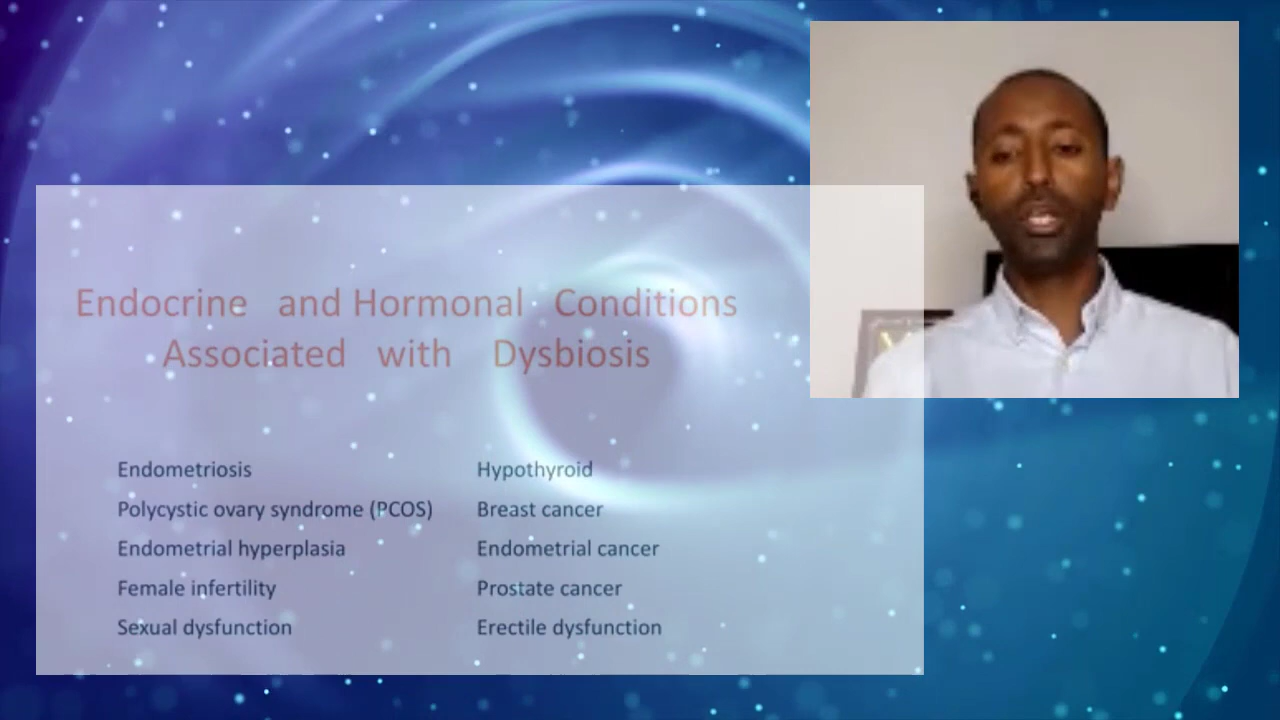 Endocrine and Hormonal Conditions
Associated with Dysbiosis
Endometriosis
Polycystic ovary syndrome (PCOS)
Endometrial hyperplasia
Female infertility
Sexual dysfunction
Hypothyroid
Breast cancer
Endometrial cancer
Prostate cancer
Erectile dysfunction